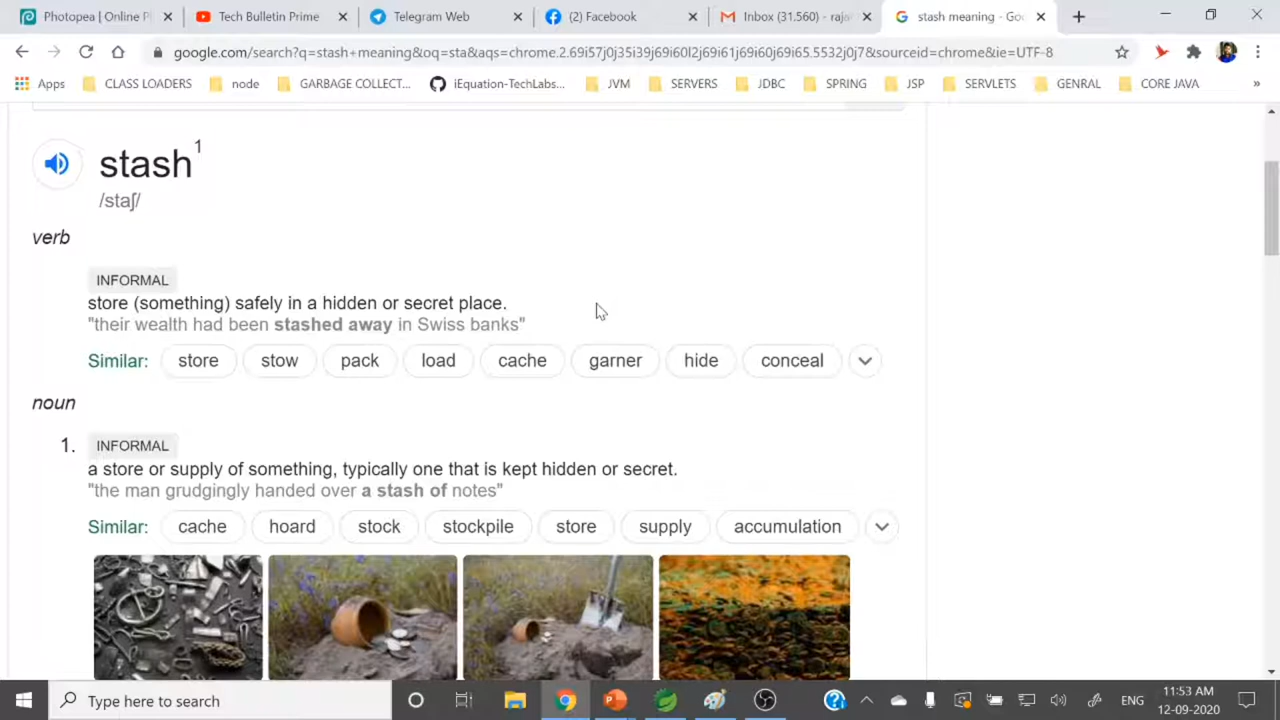 Photopea | Online P
Tech Bulletin Prime
Telegram Web
(2) Facebook
Inbox (31.560) - raja
stash meaning - Goo
google.com/search?q=stash+meaning&oq=sta&aqs=chrome.2.69i57j0j35i39j69i60l2j69i61j69i60j69i65.5532j0j7&sourceid=chrome&ie=UTF-8
Apps
CLASS LOADERS
node
GARBAGE COLLECT...
iEquation-TechLabs...
JVM
SERVERS
JDBC
SPRING
JSP
SERVLETS
GENRAL
CORE JAVA
»
stash1
/staʃ/
verb
INFORMAL
store (something) safely in a hidden or secret place.
"their wealth had been stashed away in Swiss banks"
Similar: store stow pack load cache garner hide conceal
noun
1. INFORMAL
a store or supply of something, typically one that is kept hidden or secret.
"the man grudgingly handed over a stash of notes"
Similar: cache hoard stock stockpile store supply accumulation
Type here to search
ENG
11:53 AM
12-09-2020